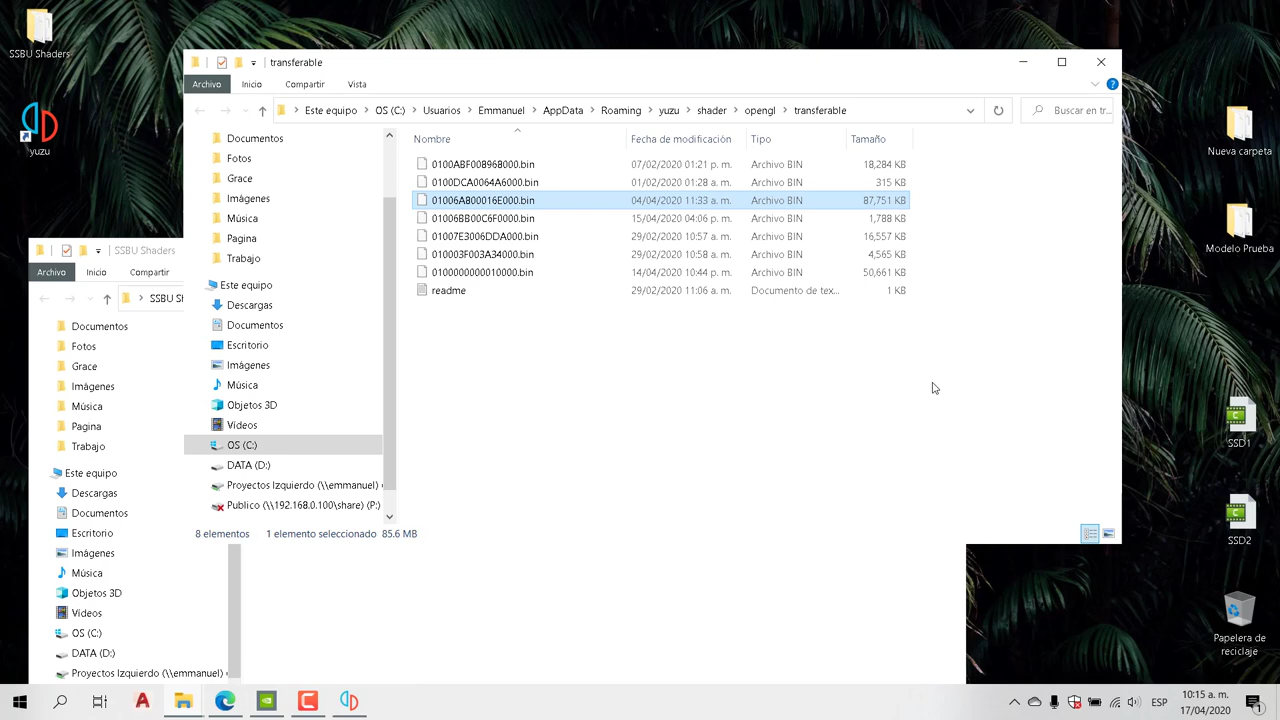 SSBU Shaders
yuzu
transferable
Archivo Inicio Compartir Vista
Este equipo OS (C:) Usuarios Emmanuel AppData Roaming yuzu shader opengl transferable
Buscar en tr...
Nombre Fecha de modificación Tipo Tamaño
0100ABF008968000.bin 07/02/2020 01:21 p. m. Archivo BIN 18,284 KB
0100DCA0064A6000.bin 01/02/2020 01:28 a. m. Archivo BIN 315 KB
01006A800016E000.bin 04/04/2020 11:33 a. m. Archivo BIN 87,751 KB
01006BB00C6F0000.bin 15/04/2020 04:06 p. m. Archivo BIN 1,788 KB
01007E3006DDA000.bin 29/02/2020 10:57 a. m. Archivo BIN 16,557 KB
010003F003A34000.bin 29/02/2020 10:58 a. m. Archivo BIN 4,565 KB
0100000000010000.bin 14/04/2020 10:44 p. m. Archivo BIN 50,661 KB
readme 29/02/2020 11:06 a. m. Documento de tex... 1 KB
Documentos
Fotos
Grace
Imágenes
Música
Pagina
Trabajo
Este equipo
Descargas
Documentos
Escritorio
Imágenes
Música
Objetos 3D
Vídeos
OS (C:)
DATA (D:)
Proyectos Izquierdo (\\emmanuel)
Publico (\\192.168.0.100\share) (P:)
8 elementos 1 elemento seleccionado 85.6 MB
SSBU Shaders
Archivo Inicio Compartir
SSBU Sh
Documentos
Fotos
Grace
Imágenes
Música
Pagina
Trabajo
Este equipo
Descargas
Documentos
Escritorio
Imágenes
Música
Objetos 3D
Vídeos
OS (C:)
DATA (D:)
Proyectos Izquierdo (\\emmanuel)
Nueva carpeta
Modelo Prueba
SSD1
SSD2
Papelera de
reciclaje
ESP
10:15 a. m.
17/04/2020
1